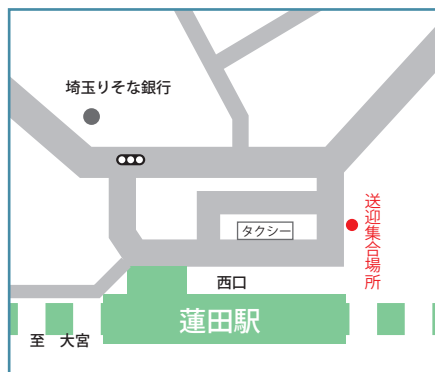 埼玉りそな銀行
タクシー
送迎集合場所
西口
蓮田駅
至　大宮